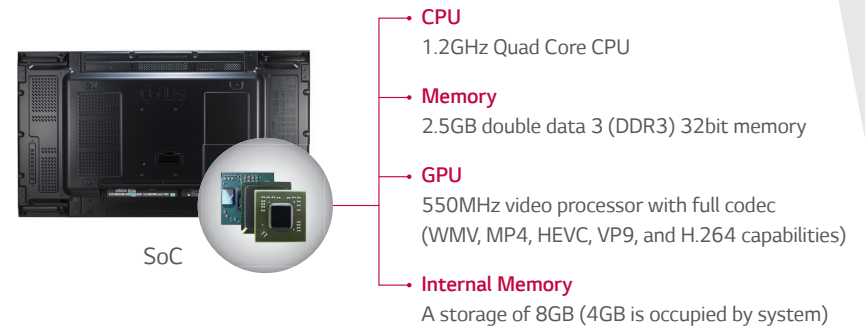 CPU
1.2GHz Quad Core CPU
Memory
2.5GB double data 3 (DDR3) 32bit memory
GPU
550MHz video processor with full codec
(WMV, MP4, HEVC, VP9, and H.264 capabilities)
SoC
Internal Memory
A storage of 8GB (4GB is occupied by system)